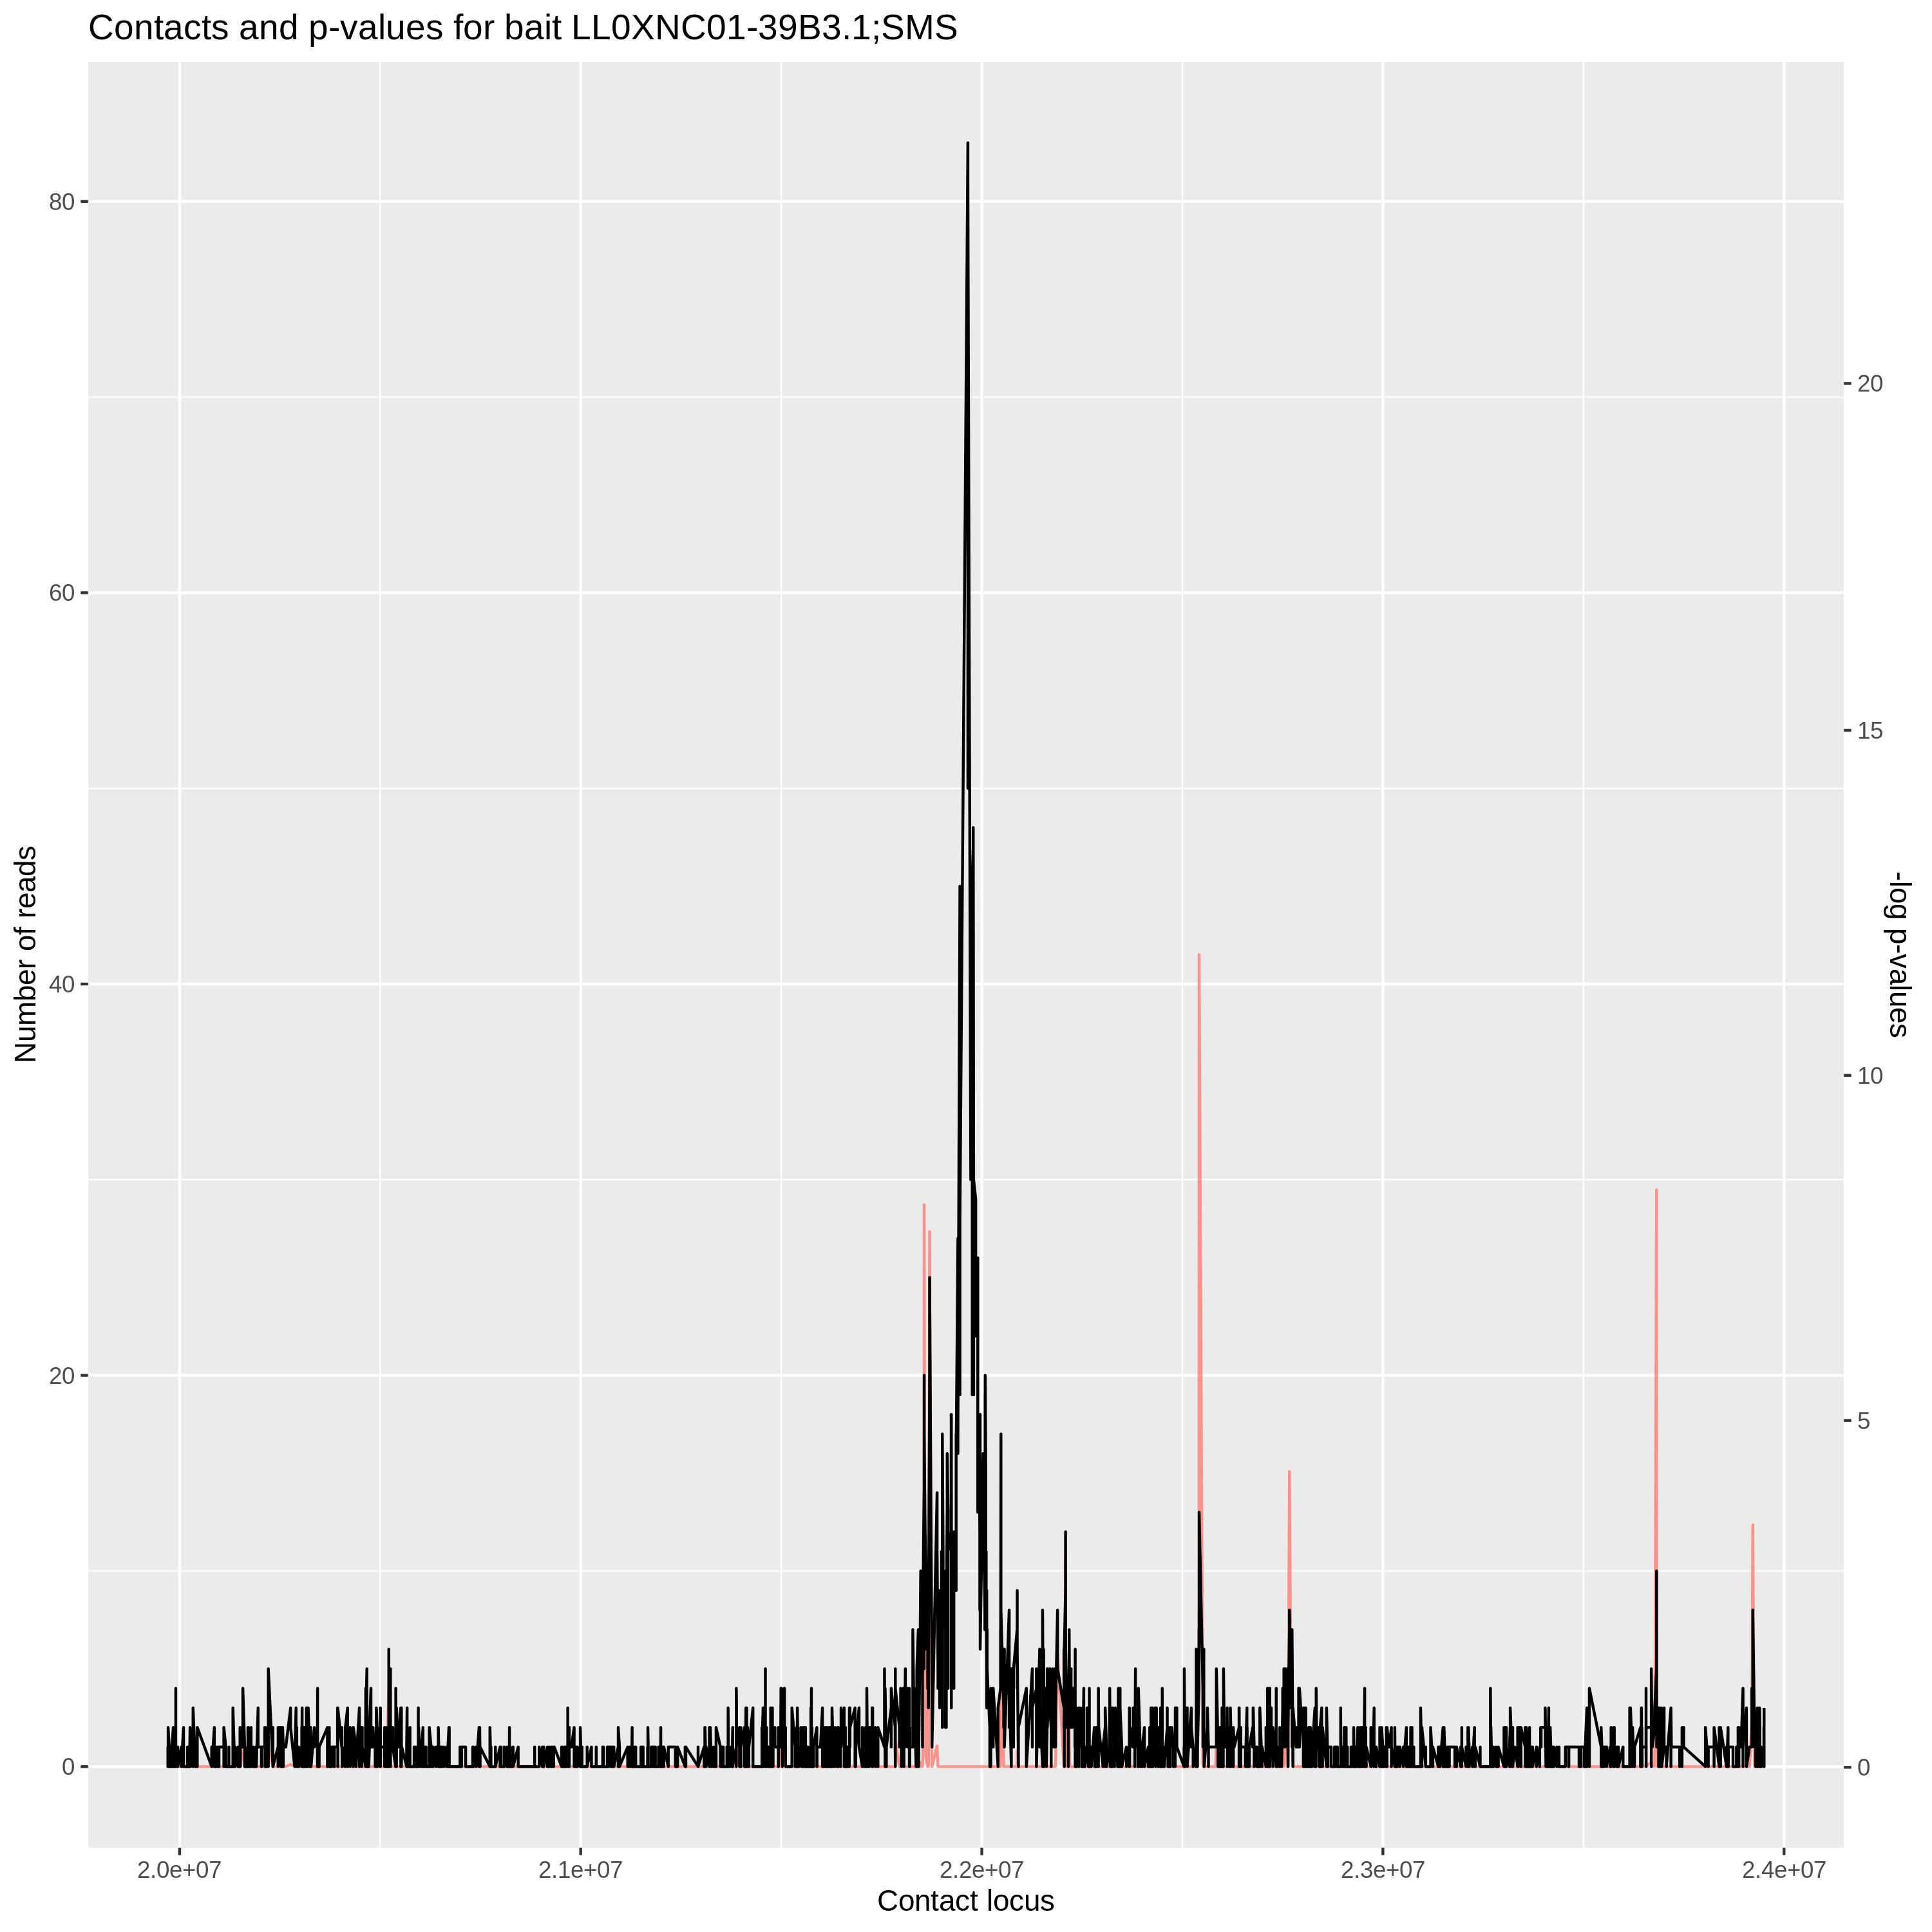 Contacts and p-values for bait LL0XNC01-39B3.1;SMS
80
60
40
20
0
Number of reads
20
15
10
5
0
-log p-values
2.0e+07
2.1e+07
2.2e+07
2.3e+07
2.4e+07
Contact locus